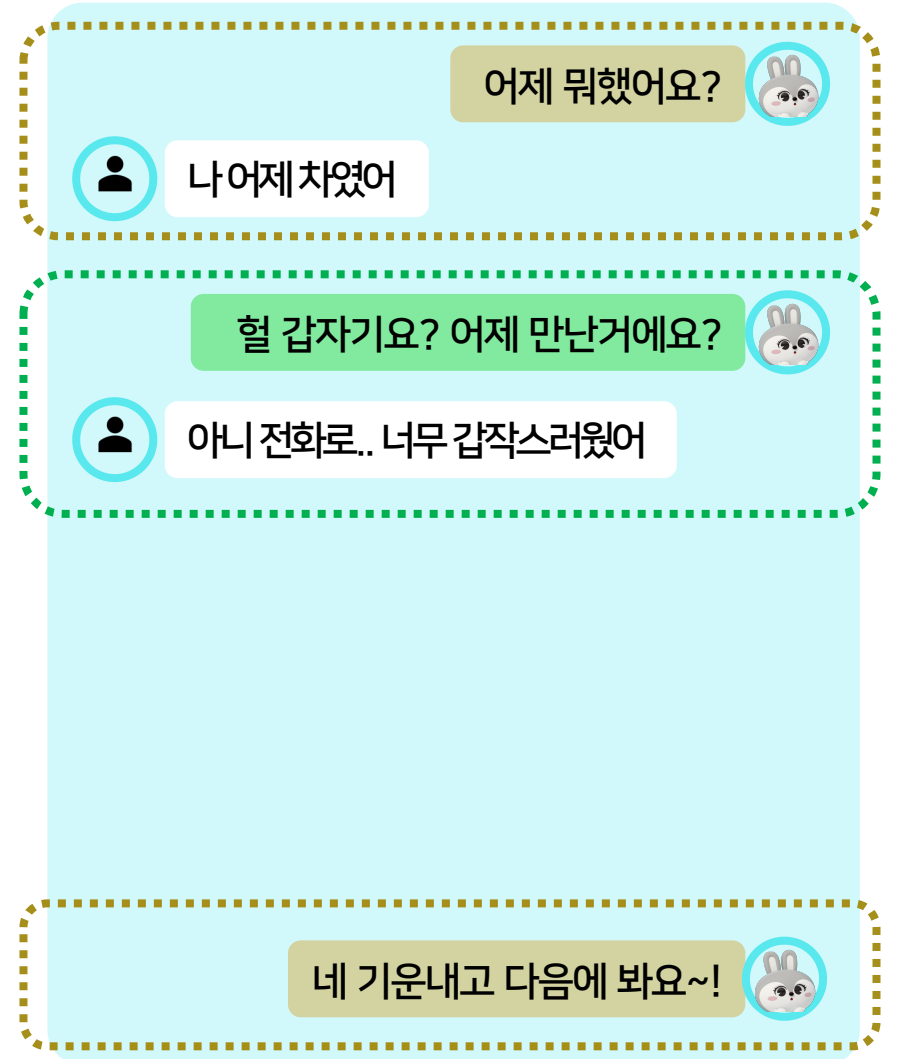 어제 뭐했어요?
나 어제 차였어
헐 갑자기요? 어제 만난거에요?
아니 전화로.. 너무 갑작스러웠어
네 기운내고 다음에 봐요~!